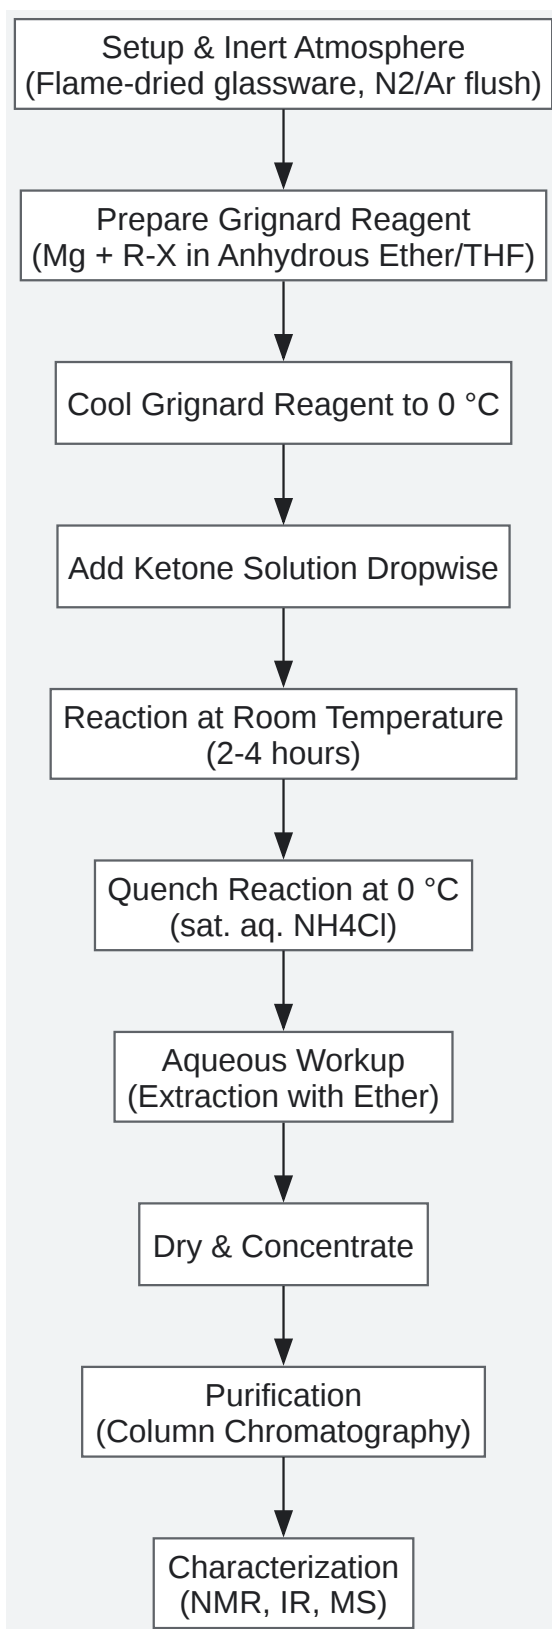 Setup & Inert Atmosphere
(Flame-dried glassware, N2/Ar flush)
Prepare Grignard Reagent
(Mg + R-X in Anhydrous Ether/THF)
Cool Grignard Reagent to 0 °C
Add Ketone Solution Dropwise
Reaction at Room Temperature
(2-4 hours)
Quench Reaction at 0 °C
(sat. aq. NH4Cl)
Aqueous Workup
(Extraction with Ether)
Dry & Concentrate
Purification
(Column Chromatography)
Characterization
(NMR, IR, MS)